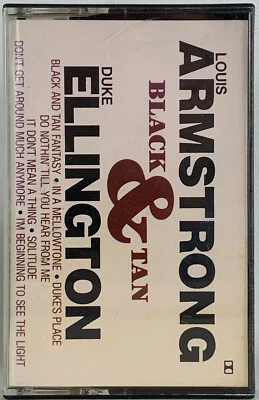 LOUIS
ARMSTRONG
BLACK
&
TAN
DUKE
ELLINGTON
BLACK AND TAN FANTASY • IN A MELLOWTONE • DUKE'S PLACE
DO NOTHIN' TILL YOU HEAR FROM ME
IT DON'T MEAN A THING • SOLITUDE
DON'T GET AROUND MUCH ANYMORE • I'M BEGINNING TO SEE THE LIGHT